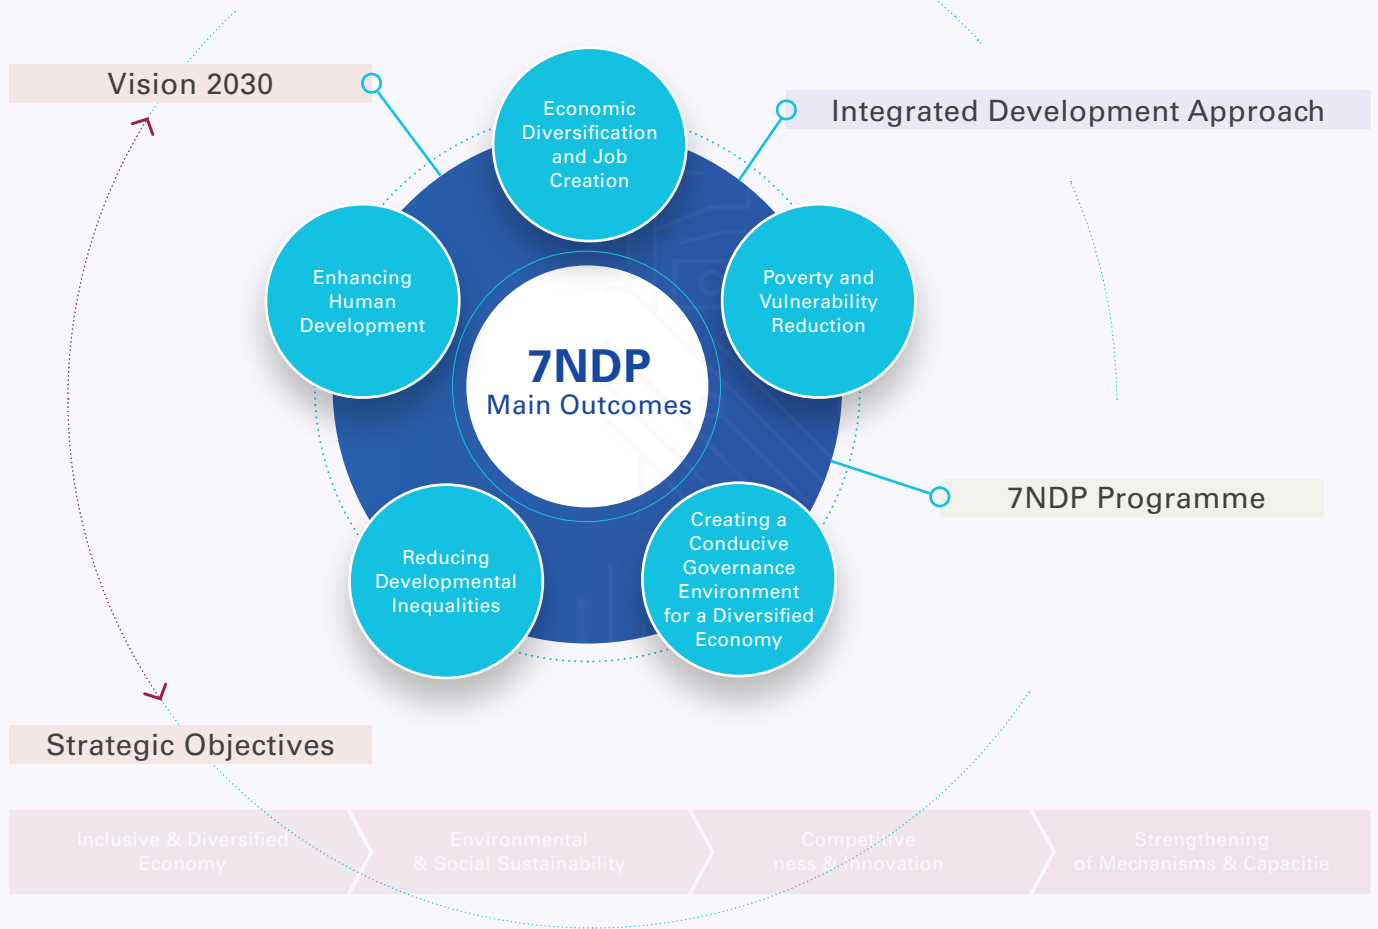 Vision 2030
Integrated Development Approach
Economic
Diversification
and Job
Creation
Enhancing
Human
Development
Poverty and
Vulnerability
Reduction
7NDP
Main Outcomes
7NDP Programme
Reducing
Developmental
Inequalities
Creating a
Conducive
Governance
Environment
for a Diversified
Economy
Strategic Objectives
Inclusive & Diversified
Economy
Environmental
& Social Sustainability
Competitive
ness & Innovation
Strengthening
of Mechanisms & Capacitie